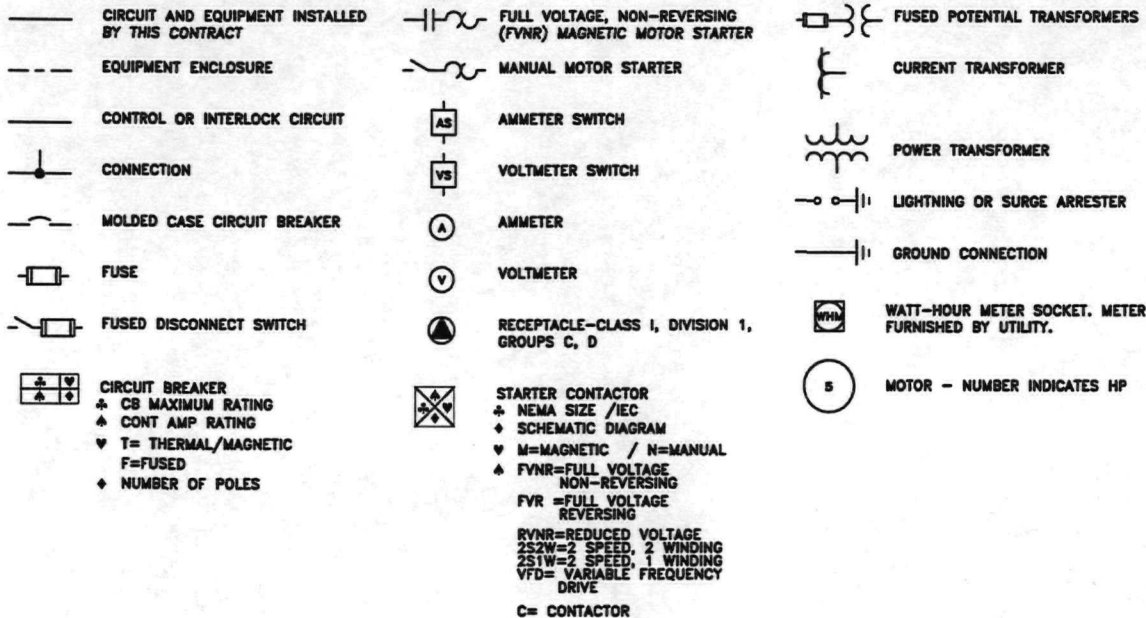 CIRCUIT AND EQUIPMENT INSTALLED
BY THIS CONTRACT
EQUIPMENT ENCLOSURE
CONTROL OR INTERLOCK CIRCUIT
CONNECTION
MOLDED CASE CIRCUIT BREAKER
FUSE
FUSED DISCONNECT SWITCH
CIRCUIT BREAKER
♣ CB MAXIMUM RATING
♠ CONT AMP RATING
♥ T= THERMAL/MAGNETIC
F=FUSED
♦ NUMBER OF POLES
FULL VOLTAGE, NON-REVERSING
(FVNR) MAGNETIC MOTOR STARTER
MANUAL MOTOR STARTER
AS
AMMETER SWITCH
VS
VOLTMETER SWITCH
A
AMMETER
V
VOLTMETER
RECEPTACLE-CLASS I, DIVISION 1,
GROUPS C, D
STARTER CONTACTOR
♣ NEMA SIZE /IEC
♦ SCHEMATIC DIAGRAM
♥ M=MAGNETIC / N=MANUAL
♠ FVNR=FULL VOLTAGE
NON-REVERSING
FVR =FULL VOLTAGE
REVERSING
RVNR=REDUCED VOLTAGE
2S2W=2 SPEED, 2 WINDING
2S1W=2 SPEED, 1 WINDING
VFD= VARIABLE FREQUENCY
DRIVE
C= CONTACTOR
FUSED POTENTIAL TRANSFORMERS
CURRENT TRANSFORMER
POWER TRANSFORMER
LIGHTNING OR SURGE ARRESTER
GROUND CONNECTION
WHM
WATT-HOUR METER SOCKET. METER
FURNISHED BY UTILITY.
5
MOTOR - NUMBER INDICATES HP